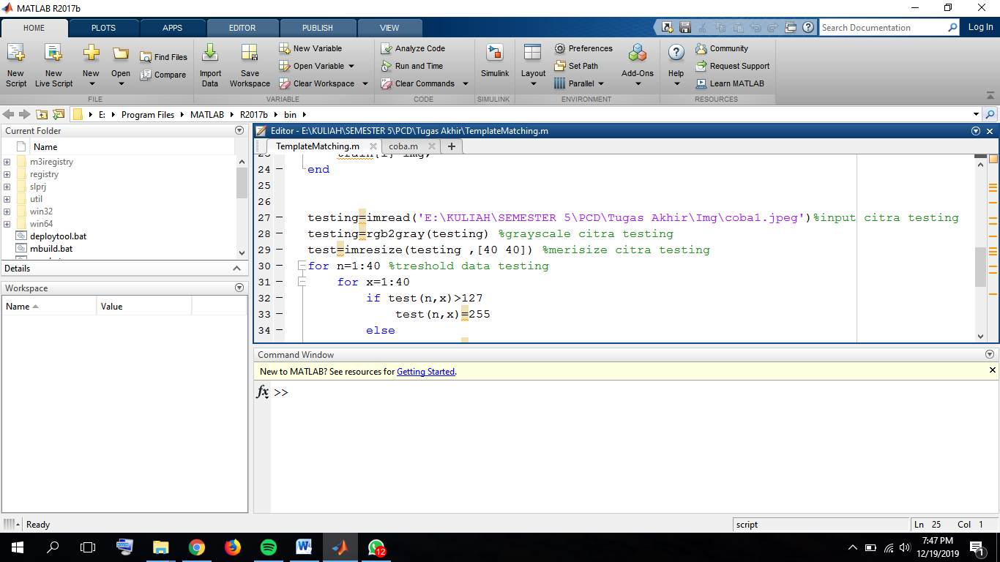 MATLAB R2017b
HOME PLOTS APPS EDITOR PUBLISH VIEW
Search Documentation
Log In
New Script
New Live Script
New
Open
Find Files
Compare
FILE
Import Data
Save Workspace
New Variable
Open Variable
Clear Workspace
VARIABLE
Analyze Code
Run and Time
Clear Commands
CODE
Simulink
SIMULINK
Layout
Preferences
Set Path
Parallel
Add-Ons
ENVIRONMENT
Help
Community
Request Support
Learn MATLAB
RESOURCES
E: Program Files MATLAB R2017b bin
Current Folder
Name
m3iregistry
registry
slprj
util
win32
win64
deploytool.bat
mbuild.bat
Details
Workspace
Name Value
Editor - E:\KULIAH\SEMESTER 5\PCD\Tugas Akhir\TemplateMatching.m
TemplateMatching.m coba.m
24 end
25
26
27 testing=imread('E:\KULIAH\SEMESTER 5\PCD\Tugas Akhir\Img\coba1.jpeg')%input citra testing
28 testing=rgb2gray(testing) %grayscale citra testing
29 test=imresize(testing ,[40 40]) %merisize citra testing
30 for n=1:40 %treshold data testing
31 for x=1:40
32 if test(n,x)>127
33 test(n,x)=255
34 else
Command Window
New to MATLAB? See resources for Getting Started.
fx >>
Ready
script
Ln 25 Col 1
12
7:47 PM
12/19/2019
1